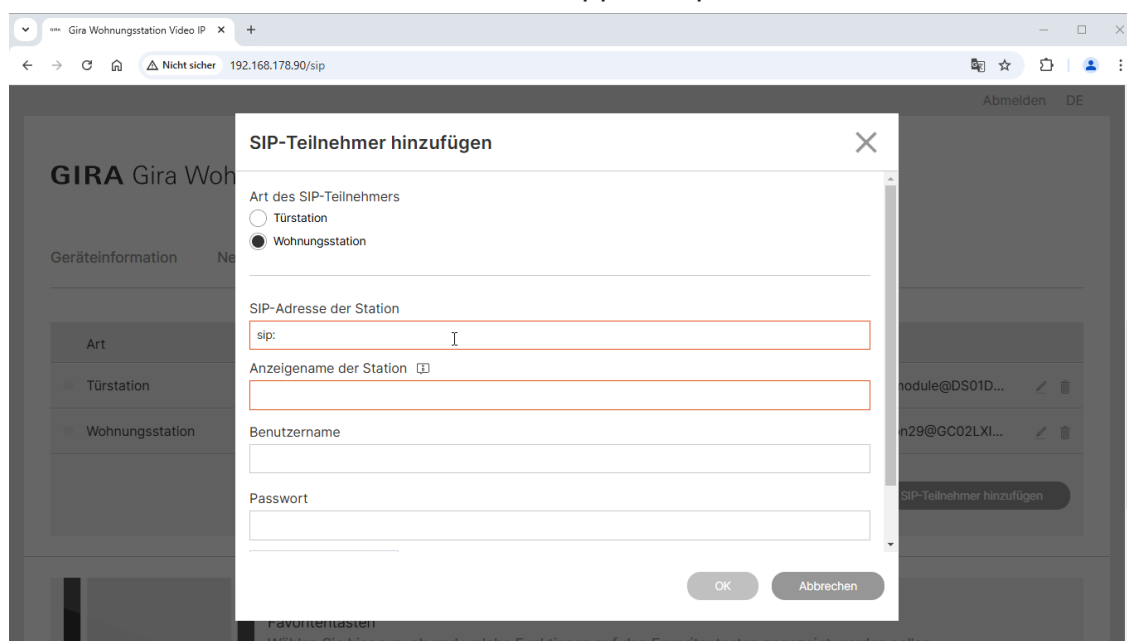 Gira Wohnungsstation Video IP
Nicht sicher 192.168.178.90/sip
Abmelden DE
SIP-Teilnehmer hinzufügen
GIRA Gira Woh
Art des SIP-Teilnehmers
Türstation
Wohnungsstation
Geräteinformation Ne
SIP-Adresse der Station
sip:
Art
Anzeigename der Station
Türstation module@DS01D...
Wohnungsstation n29@GC02LXI...
Benutzername
Passwort
SIP-Teilnehmer hinzufügen
OK Abbrechen
Favoritentasten